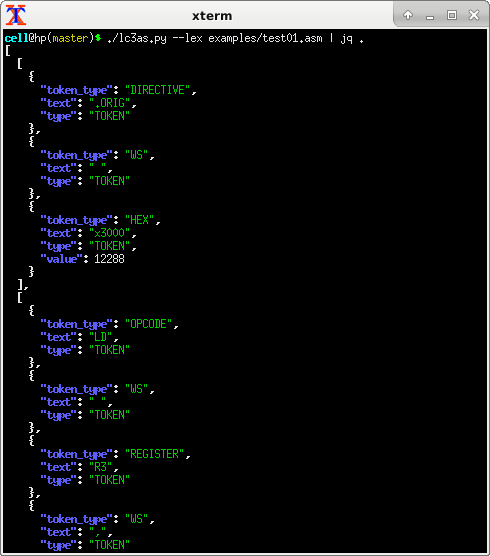 xterm
cell@hp(master)$ ./lc3as.py --lex examples/test01.asm | jq .
[
  [
    {
      "token_type": "DIRECTIVE",
      "text": ".ORIG",
      "type": "TOKEN"
    },
    {
      "token_type": "WS",
      "text": " ",
      "type": "TOKEN"
    },
    {
      "token_type": "HEX",
      "text": "x3000",
      "type": "TOKEN",
      "value": 12288
    }
  ],
  [
    {
      "token_type": "OPCODE",
      "text": "LD",
      "type": "TOKEN"
    },
    {
      "token_type": "WS",
      "text": " ",
      "type": "TOKEN"
    },
    {
      "token_type": "REGISTER",
      "text": "R3",
      "type": "TOKEN"
    },
    {
      "token_type": "WS",
      "text": ",",
      "type": "TOKEN"